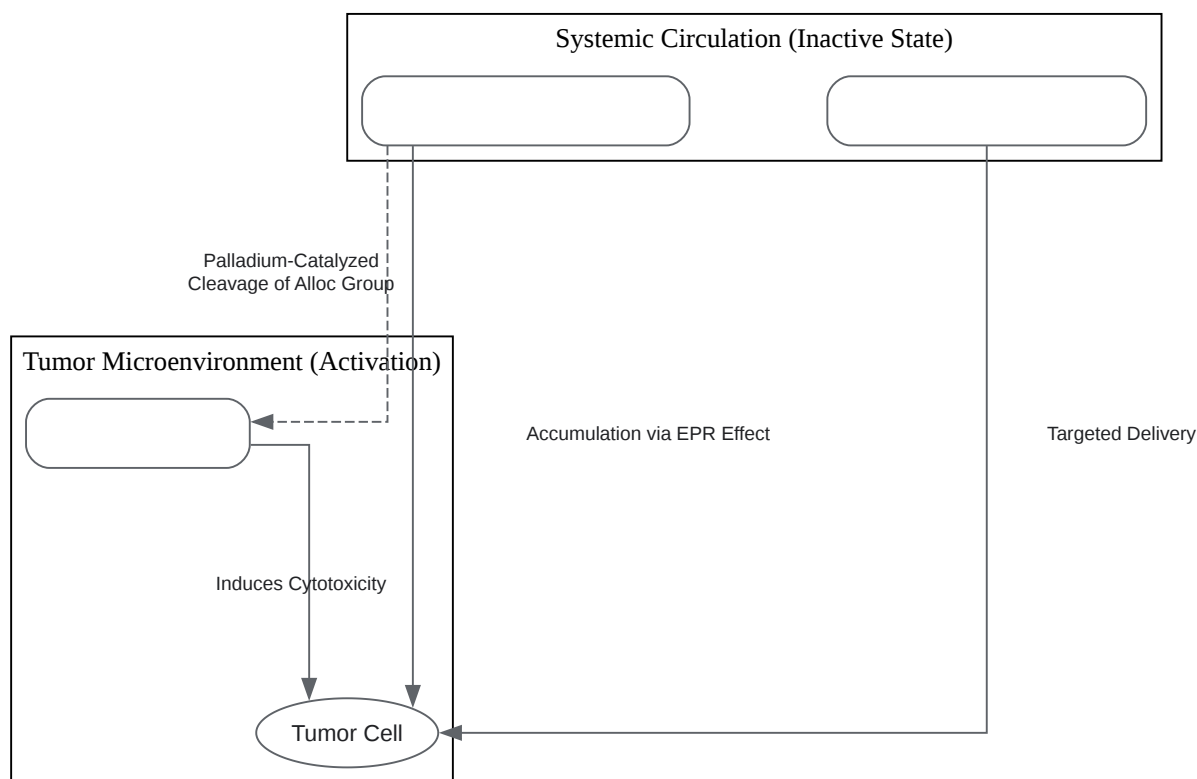 Systemic Circulation (Inactive State)
Palladium-Catalyzed
Cleavage of Alloc Group
Tumor Microenvironment (Activation)
Accumulation via EPR Effect
Targeted Delivery
Induces Cytotoxicity
Tumor Cell